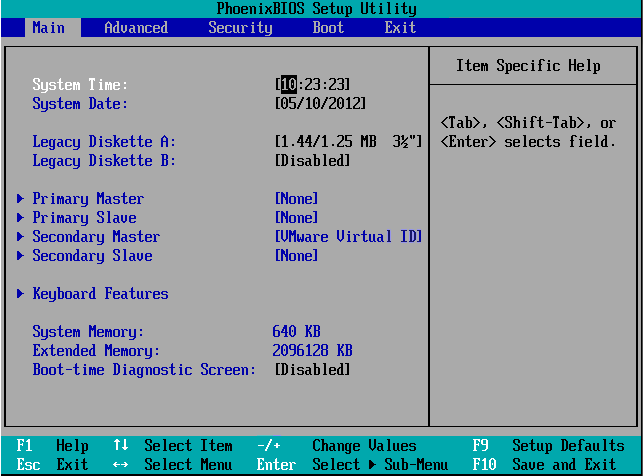 PhoenixBIOS Setup Utility
Main Advanced Security Boot Exit
Item Specific Help
System Time: [10:23:23]
System Date: [05/10/2012]
<Tab>, <Shift-Tab>, or
<Enter> selects field.
Legacy Diskette A: [1.44/1.25 MB 3½"]
Legacy Diskette B: [Disabled]
▶ Primary Master [None]
▶ Primary Slave [None]
▶ Secondary Master [VMware Virtual ID]
▶ Secondary Slave [None]
▶ Keyboard Features
System Memory: 640 KB
Extended Memory: 2096128 KB
Boot-time Diagnostic Screen: [Disabled]
F1 Help ↑↓ Select Item -/+ Change Values F9 Setup Defaults
Esc Exit ↔ Select Menu Enter Select ▶ Sub-Menu F10 Save and Exit